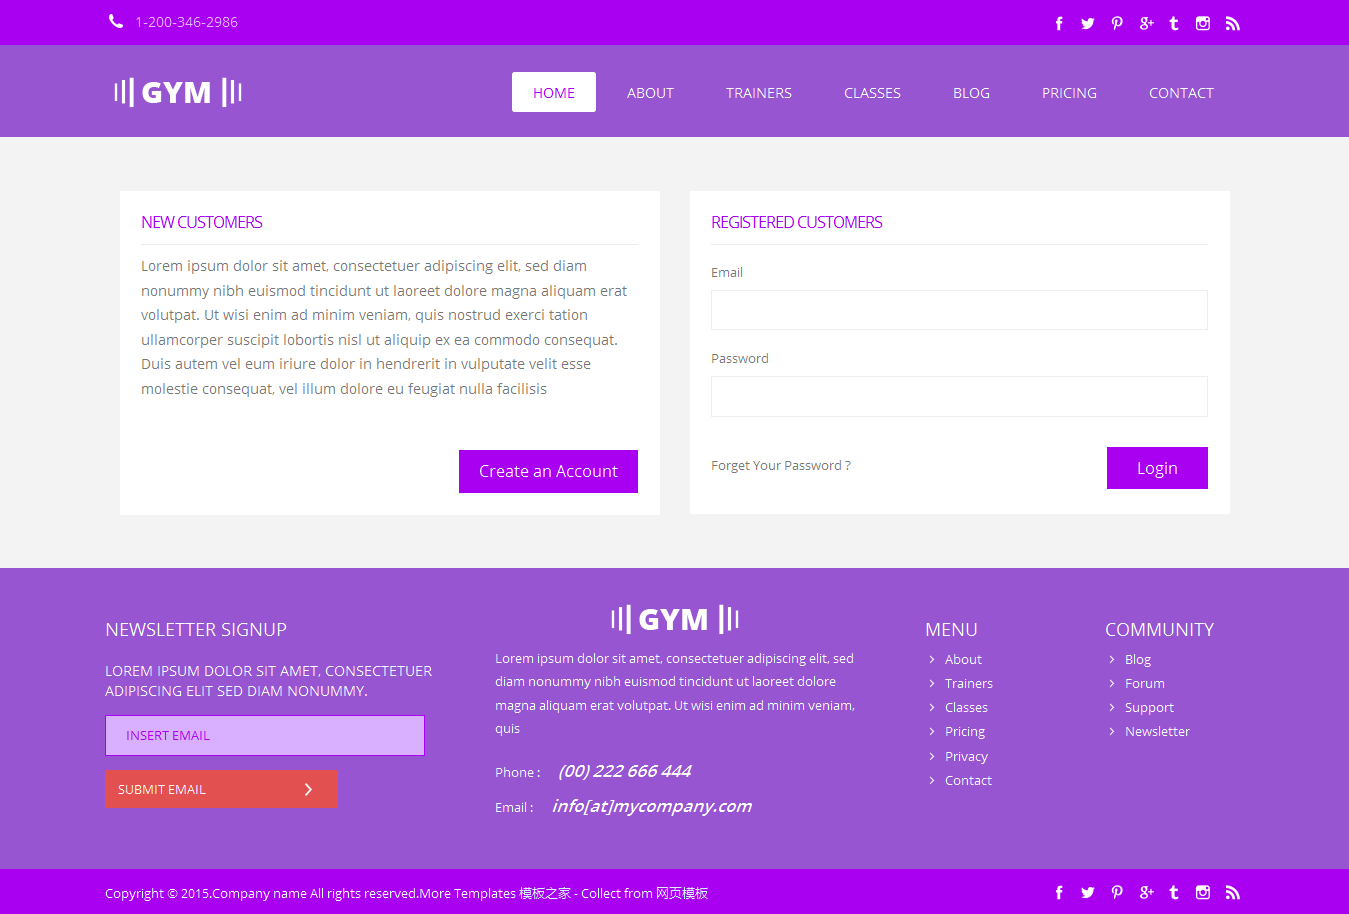 1-200-346-2986
GYM
HOME
ABOUT
TRAINERS
CLASSES
BLOG
PRICING
CONTACT
NEW CUSTOMERS
Lorem ipsum dolor sit amet, consectetuer adipiscing elit, sed diam
nonummy nibh euismod tincidunt ut laoreet dolore magna aliquam erat
volutpat. Ut wisi enim ad minim veniam, quis nostrud exerci tation
ullamcorper suscipit lobortis nisl ut aliquip ex ea commodo consequat.
Duis autem vel eum iriure dolor in hendrerit in vulputate velit esse
molestie consequat, vel illum dolore eu feugiat nulla facilisis
Create an Account
REGISTERED CUSTOMERS
Email
Password
Forget Your Password ?
Login
NEWSLETTER SIGNUP
LOREM IPSUM DOLOR SIT AMET, CONSECTETUER
ADIPISCING ELIT SED DIAM NONUMMY.
INSERT EMAIL
SUBMIT EMAIL
GYM
Lorem ipsum dolor sit amet, consectetuer adipiscing elit, sed
diam nonummy nibh euismod tincidunt ut laoreet dolore
magna aliquam erat volutpat. Ut wisi enim ad minim veniam,
quis
Phone : (00) 222 666 444
Email : info[at]mycompany.com
MENU
About
Trainers
Classes
Pricing
Privacy
Contact
COMMUNITY
Blog
Forum
Support
Newsletter
Copyright © 2015.Company name All rights reserved.More Templates 模板之家 - Collect from 网页模板